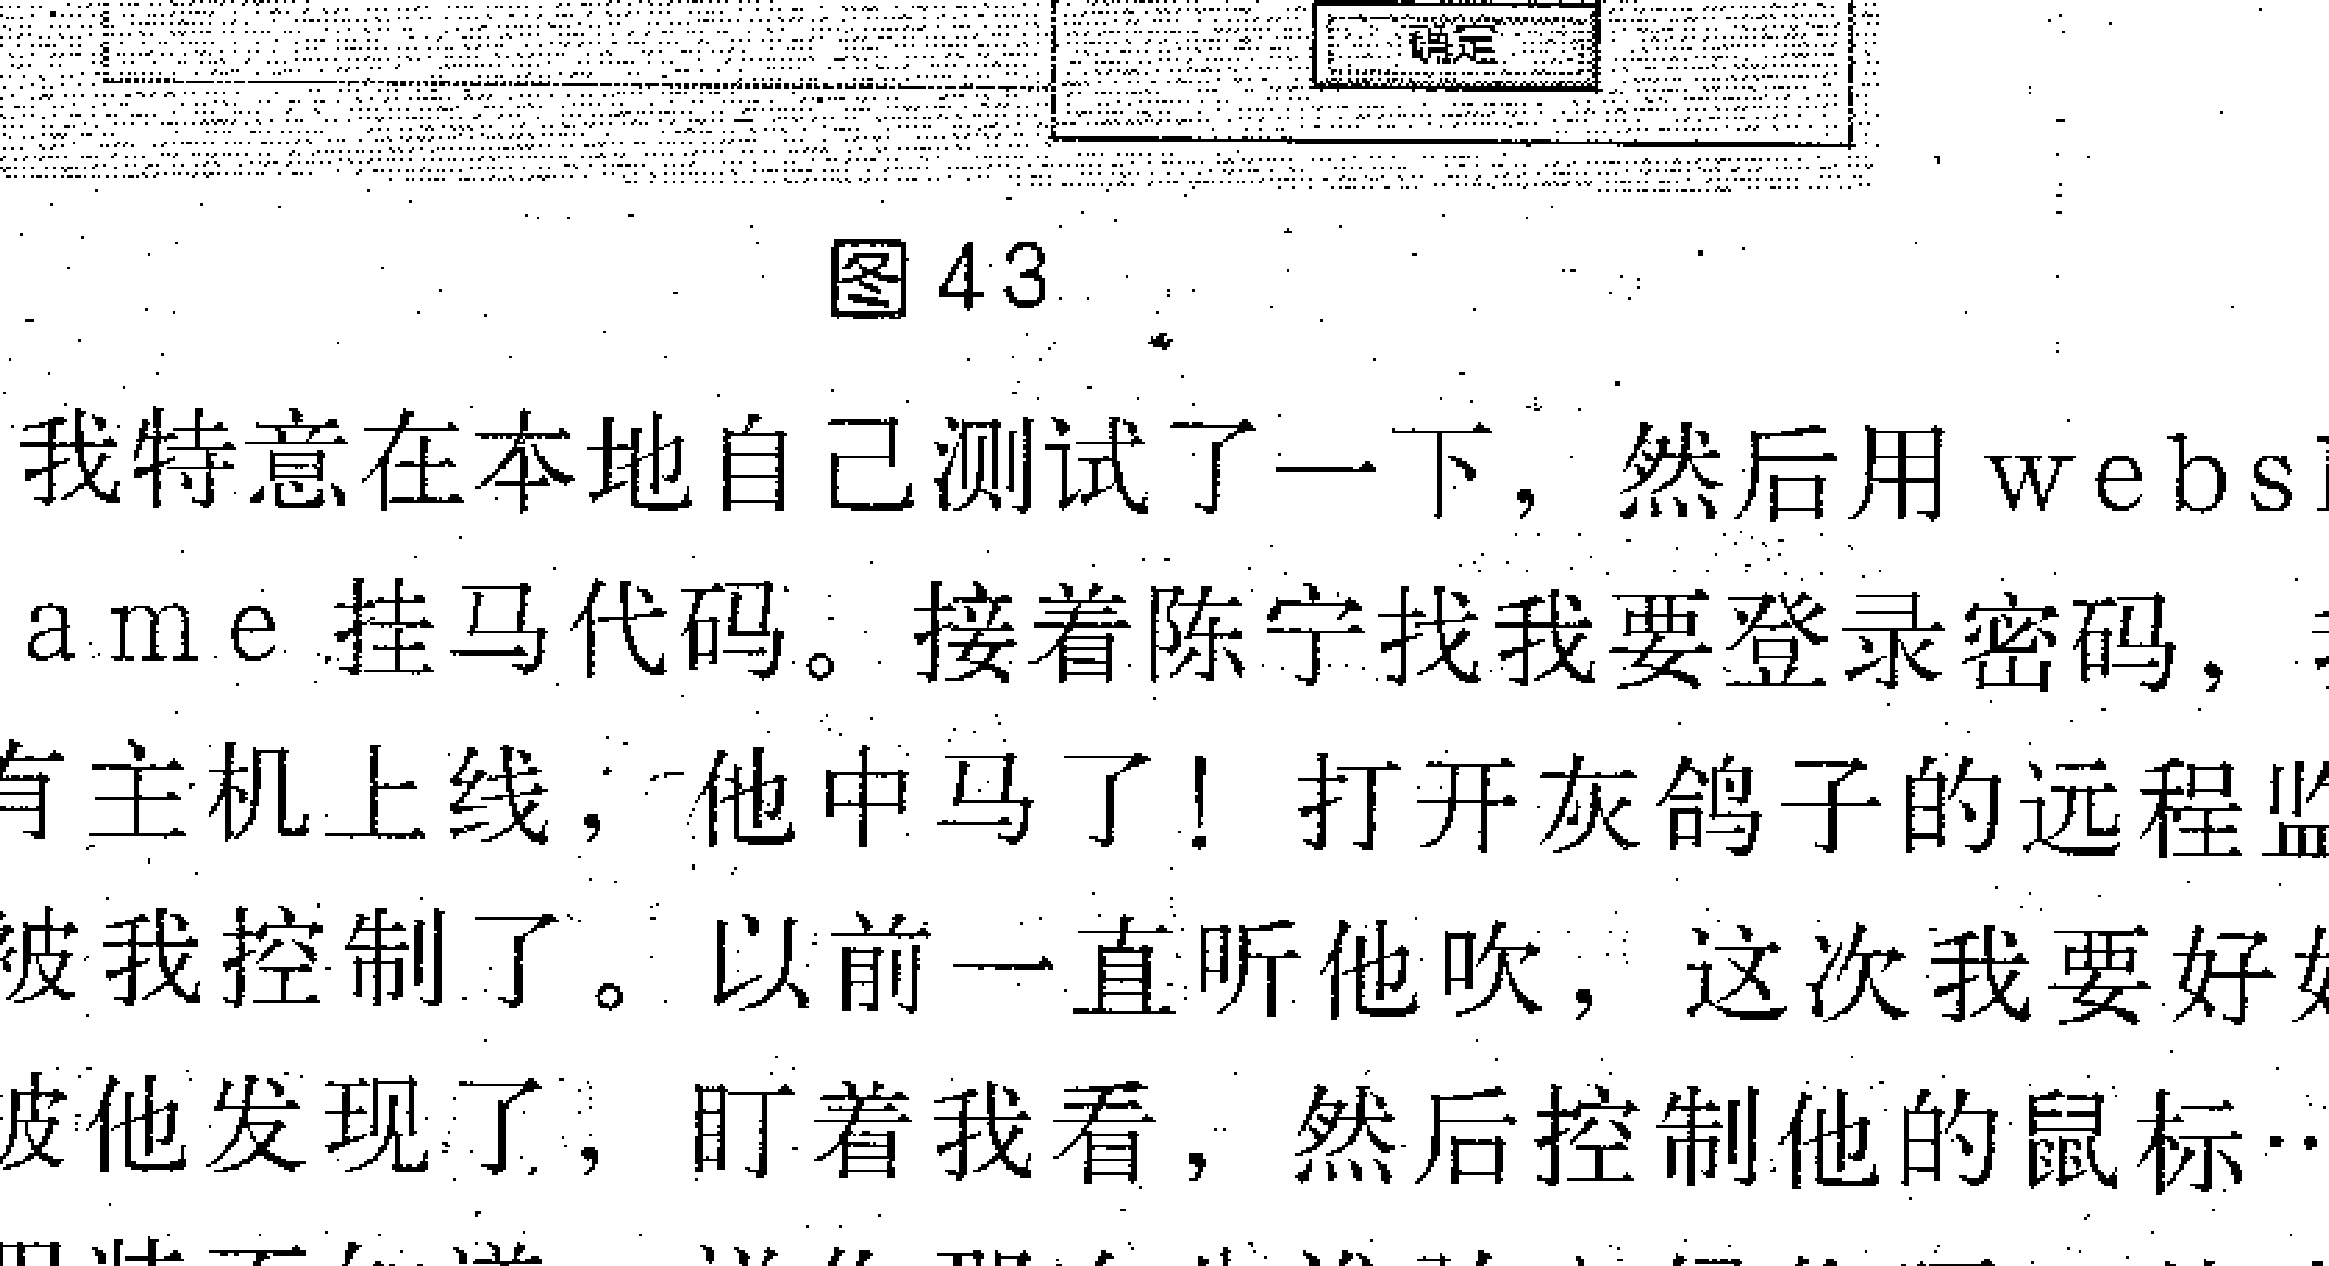 确定
图43
我特意在本地自己测试了一下，然后用webs
ame挂马代码。接着陈宁找我要登录密码，
有主机上线，他中马了！打开灰鸽子的远程监
被我控制了。以前一直听他吹，这次我要好好
被他发现了，盯着我看，然后控制他的鼠标…